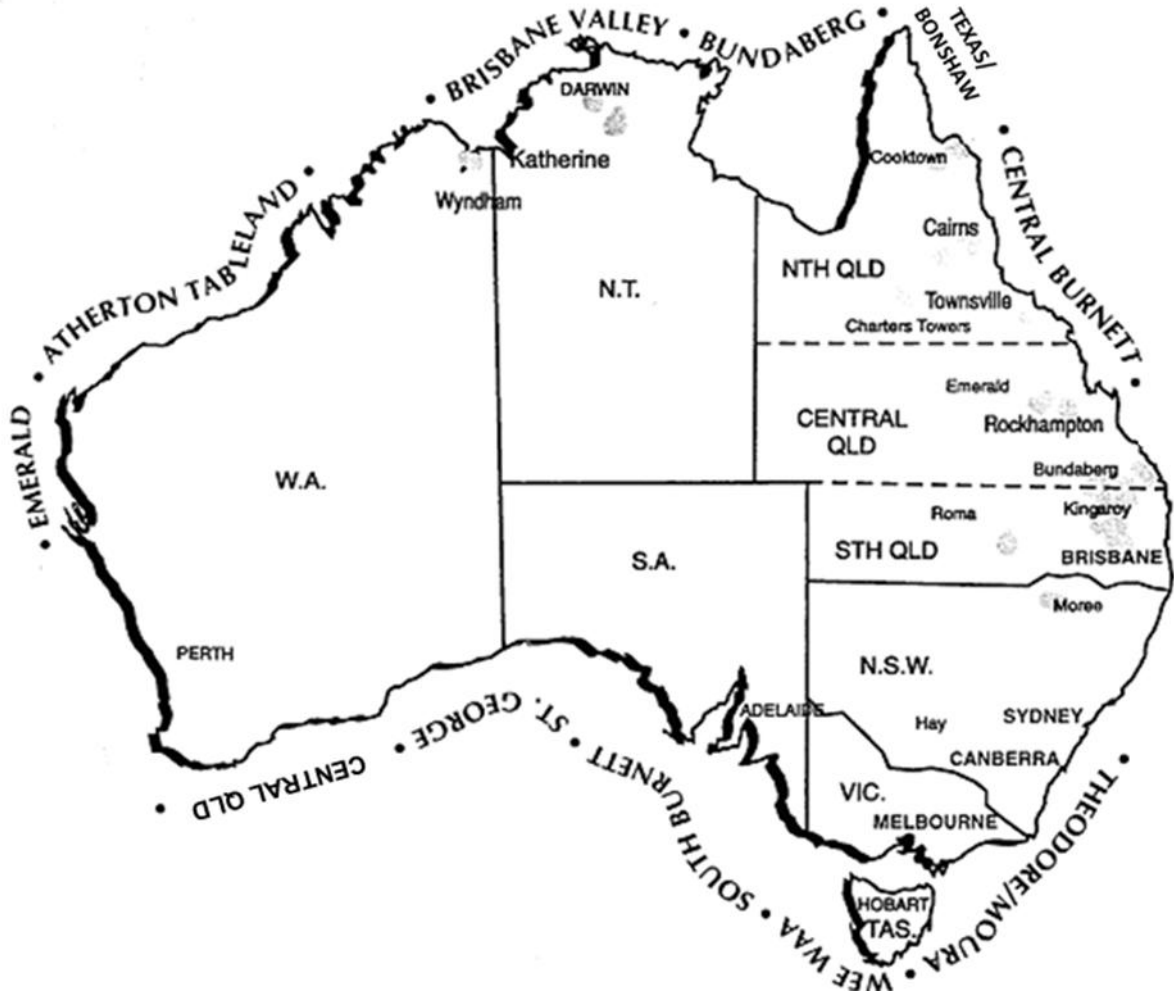 BRISBANE VALLEY • BUNDABERG •
TEXAS/
BONSHAW
• CENTRAL BURNETT •
• THEODORE/MOURA
• WEE WAA
• SOUTH BURNETT
• ST. GEORGE
• CENTRAL QLD
•
• EMERALD
• ATHERTON TABLELAND •
•
DARWIN
Katherine
Wyndham
Cooktown
Cairns
NTH QLD
N.T.
Townsville
Charters Towers
Emerald
CENTRAL
QLD
Rockhampton
Bundaberg
W.A.
Roma
Kingaroy
STH QLD
BRISBANE
S.A.
Moree
PERTH
N.S.W.
ADELAIDE
Hay
SYDNEY
CANBERRA
VIC.
MELBOURNE
HOBART
TAS.